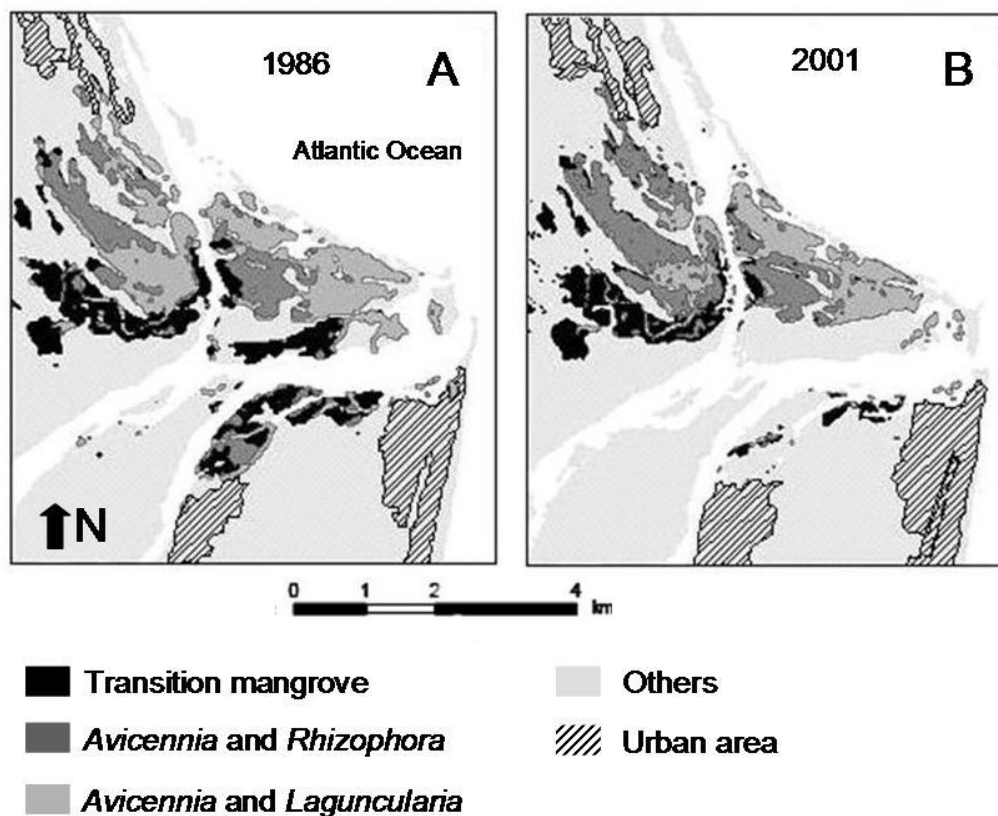 1986
A
2001
B
Atlantic Ocean
N
0 1 2 4 km
Transition mangrove
Avicennia and Rhizophora
Avicennia and Laguncularia
Others
Urban area